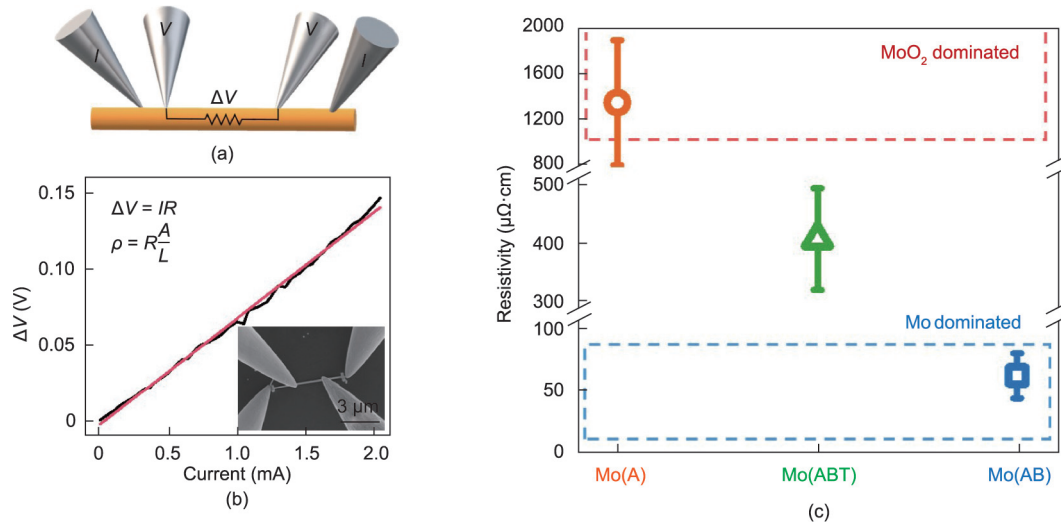 I
V
V
I
ΔV
(a)
ΔV = IR
ρ = R A/L
0.15
0.10
0.05
0
ΔV (V)
3 μm
0 0.5 1.0 1.5 2.0
Current (mA)
(b)
2000
1600
1200
800
500
400
300
100
50
0
Resistivity (μΩ·cm)
MoO₂ dominated
Mo dominated
Mo(A) Mo(ABT) Mo(AB)
(c)